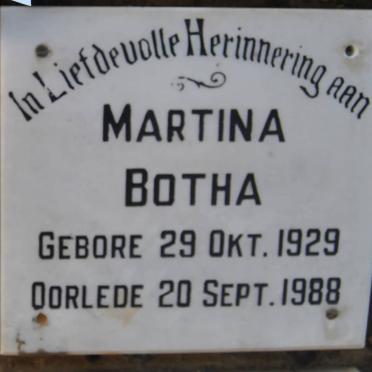 In Liefdevolle Herinnering aan
MARTINA
BOTHA
GEBORE 29 OKT. 1929
OORLEDE 20 SEPT. 1988